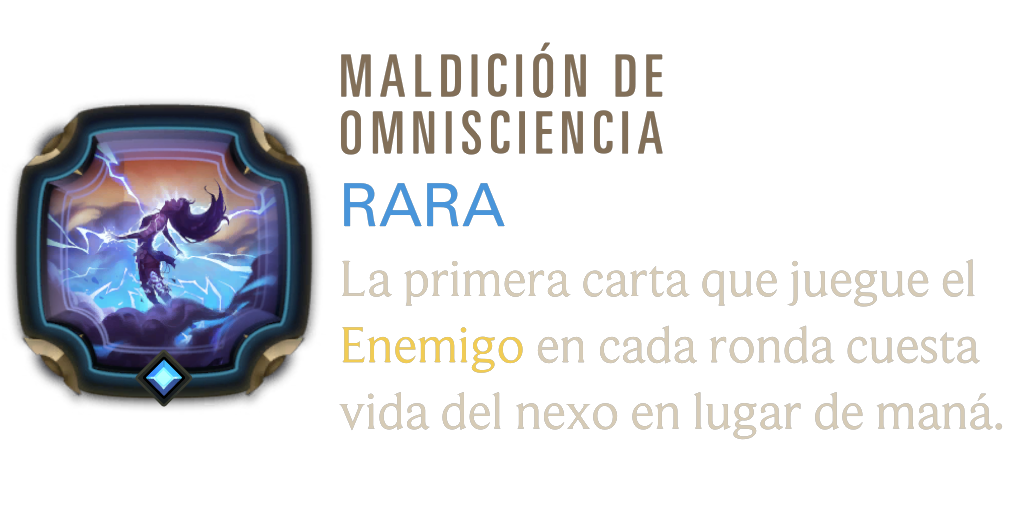 MALDICIÓN DE
OMNISCIENCIA
RARA
La primera carta que juegue el
Enemigo en cada ronda cuesta
vida del nexo en lugar de maná.